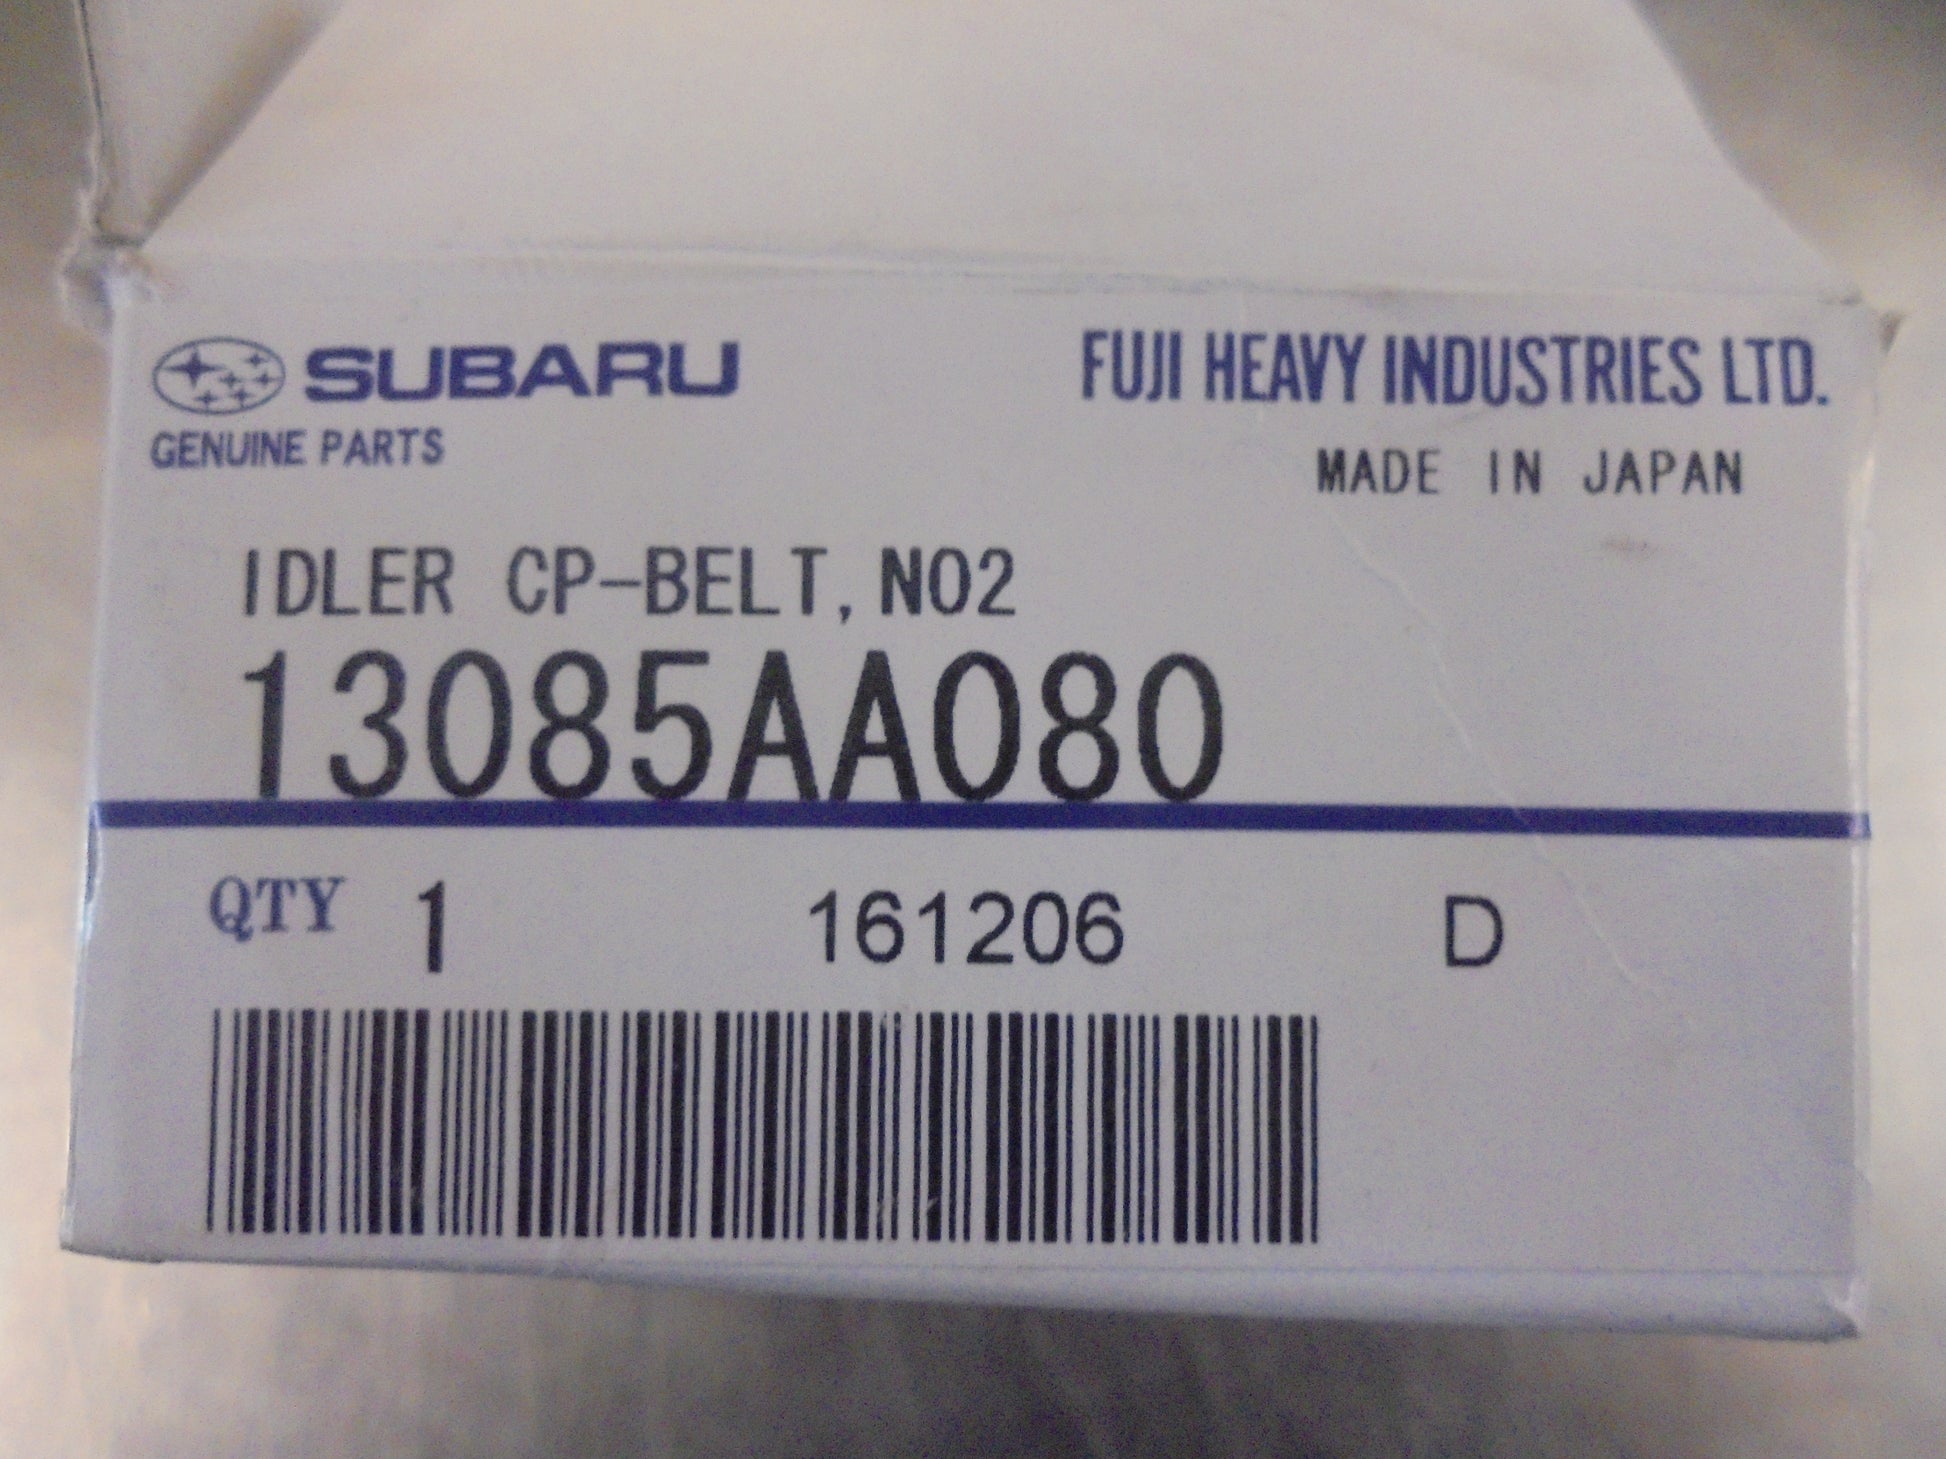 SUBARU
FUJI HEAVY INDUSTRIES LTD.
GENUINE PARTS
MADE IN JAPAN
IDLER CP-BELT, NO2
13085AA080
QTY 1 161206 D